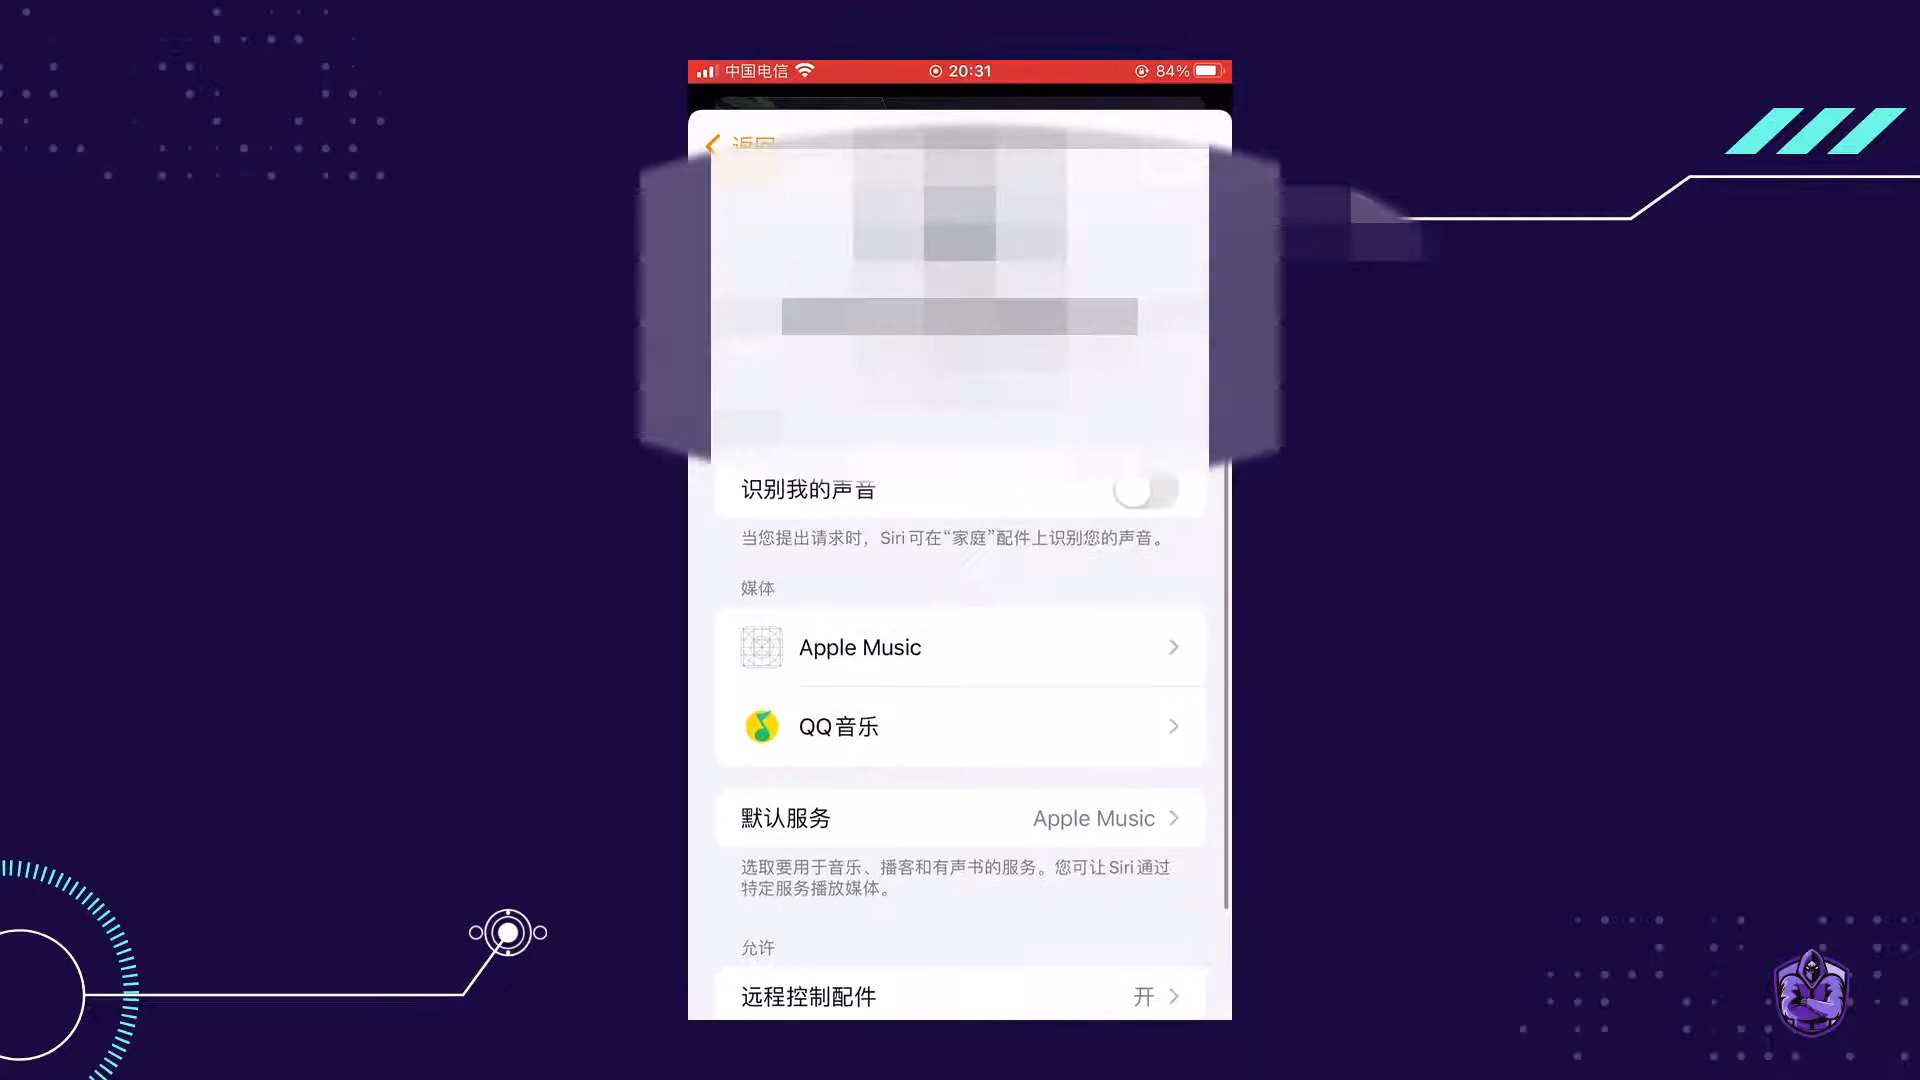 中国电信
20:31
84%
返回
识别我的声音
当您提出请求时，Siri可在“家庭”配件上识别您的声音。
媒体
Apple Music
QQ音乐
默认服务 Apple Music
选取要用于音乐、播客和有声书的服务。您可让Siri通过
特定服务播放媒体。
允许
远程控制配件 开